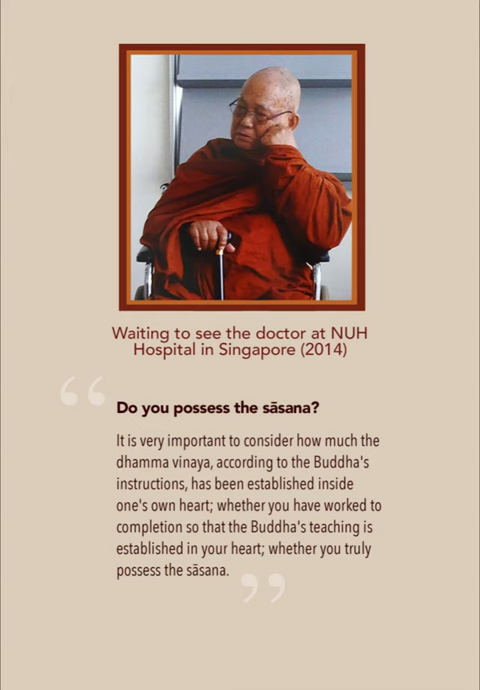 Waiting to see the doctor at NUH
Hospital in Singapore (2014)
“
Do you possess the sāsana?
It is very important to consider how much the
dhamma vinaya, according to the Buddha's
instructions, has been established inside
one's own heart; whether you have worked to
completion so that the Buddha's teaching is
established in your heart; whether you truly
possess the sāsana.
”